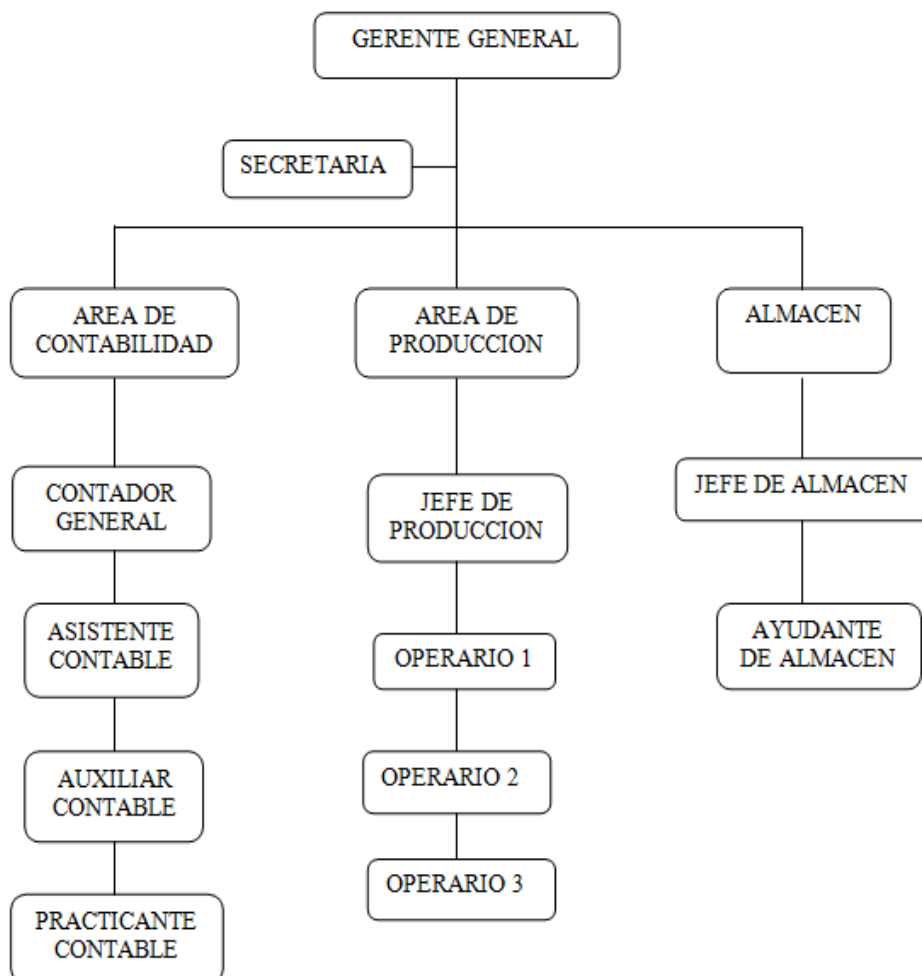 GERENTE GENERAL
SECRETARIA
AREA DE
CONTABILIDAD
AREA DE
PRODUCCION
ALMACEN
CONTADOR
GENERAL
JEFE DE
PRODUCCION
JEFE DE ALMACEN
ASISTENTE
CONTABLE
OPERARIO 1
AYUDANTE
DE ALMACEN
AUXILIAR
CONTABLE
OPERARIO 2
OPERARIO 3
PRACTICANTE
CONTABLE